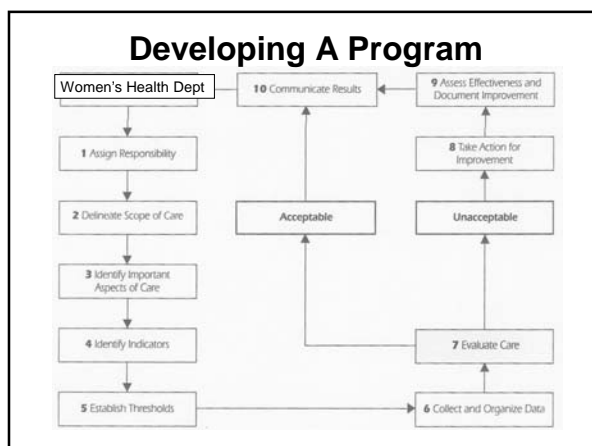 Developing A Program
Women's Health Dept
10 Communicate Results
9 Assess Effectiveness and
Document Improvement
1 Assign Responsibility
8 Take Action for
Improvement
2 Delineate Scope of Care
Acceptable
Unacceptable
3 Identify Important
Aspects of Care
4 Identify Indicators
7 Evaluate Care
5 Establish Thresholds
6 Collect and Organize Data